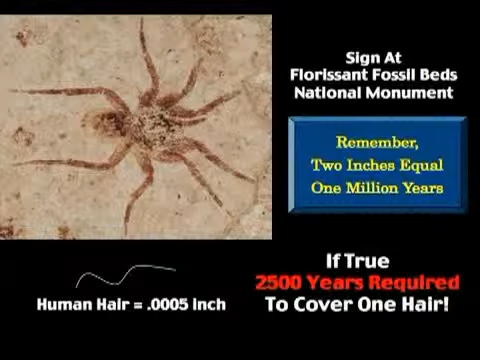 Sign At
Florissant Fossil Beds
National Monument
Remember,
Two Inches Equal
One Million Years
If True
2500 Years Required
To Cover One Hair!
Human Hair = .0005 Inch